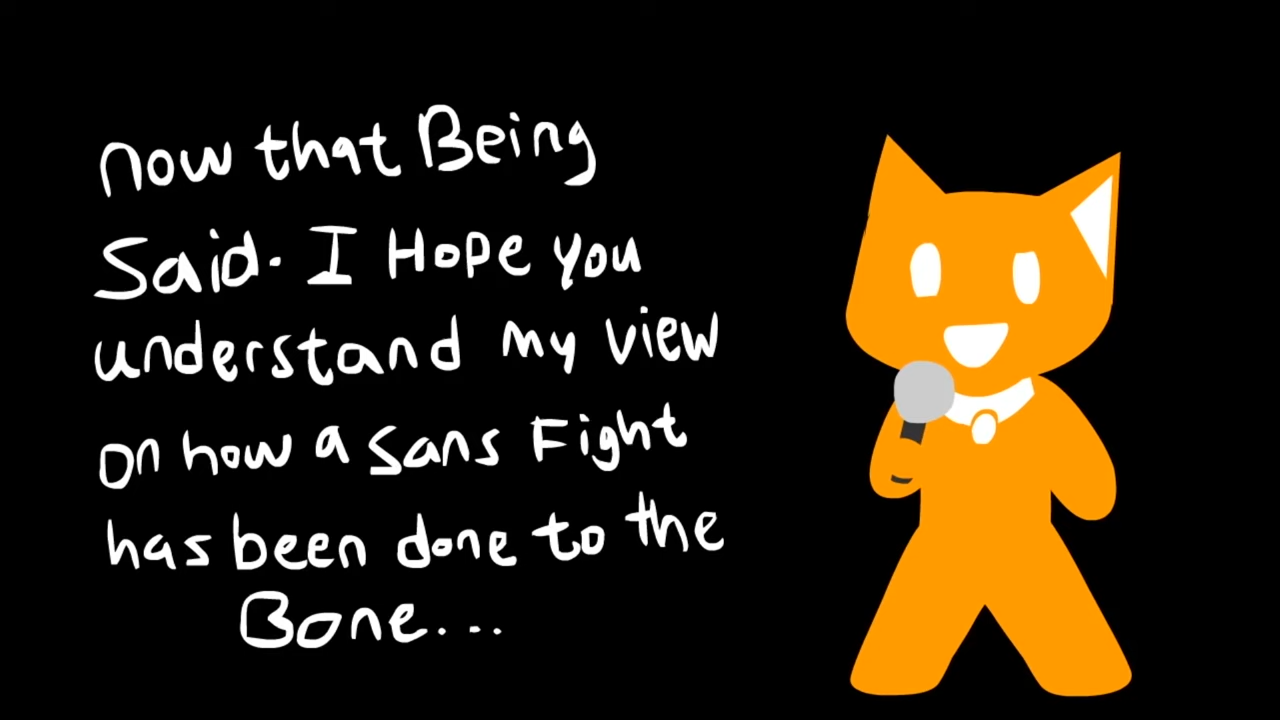 now that Being
Said. I Hope you
understand my view
on how a sans Fight
has been done to the
Bone...